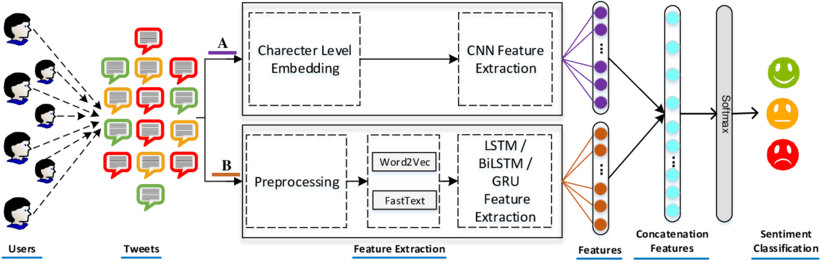 A
Charecter Level
Embedding
CNN Feature
Extraction
B
Preprocessing
Word2Vec
FastText
LSTM /
BiLSTM /
GRU
Feature
Extraction
Softmax
Users
Tweets
Feature Extraction
Features
Concatenation
Features
Sentiment
Classification